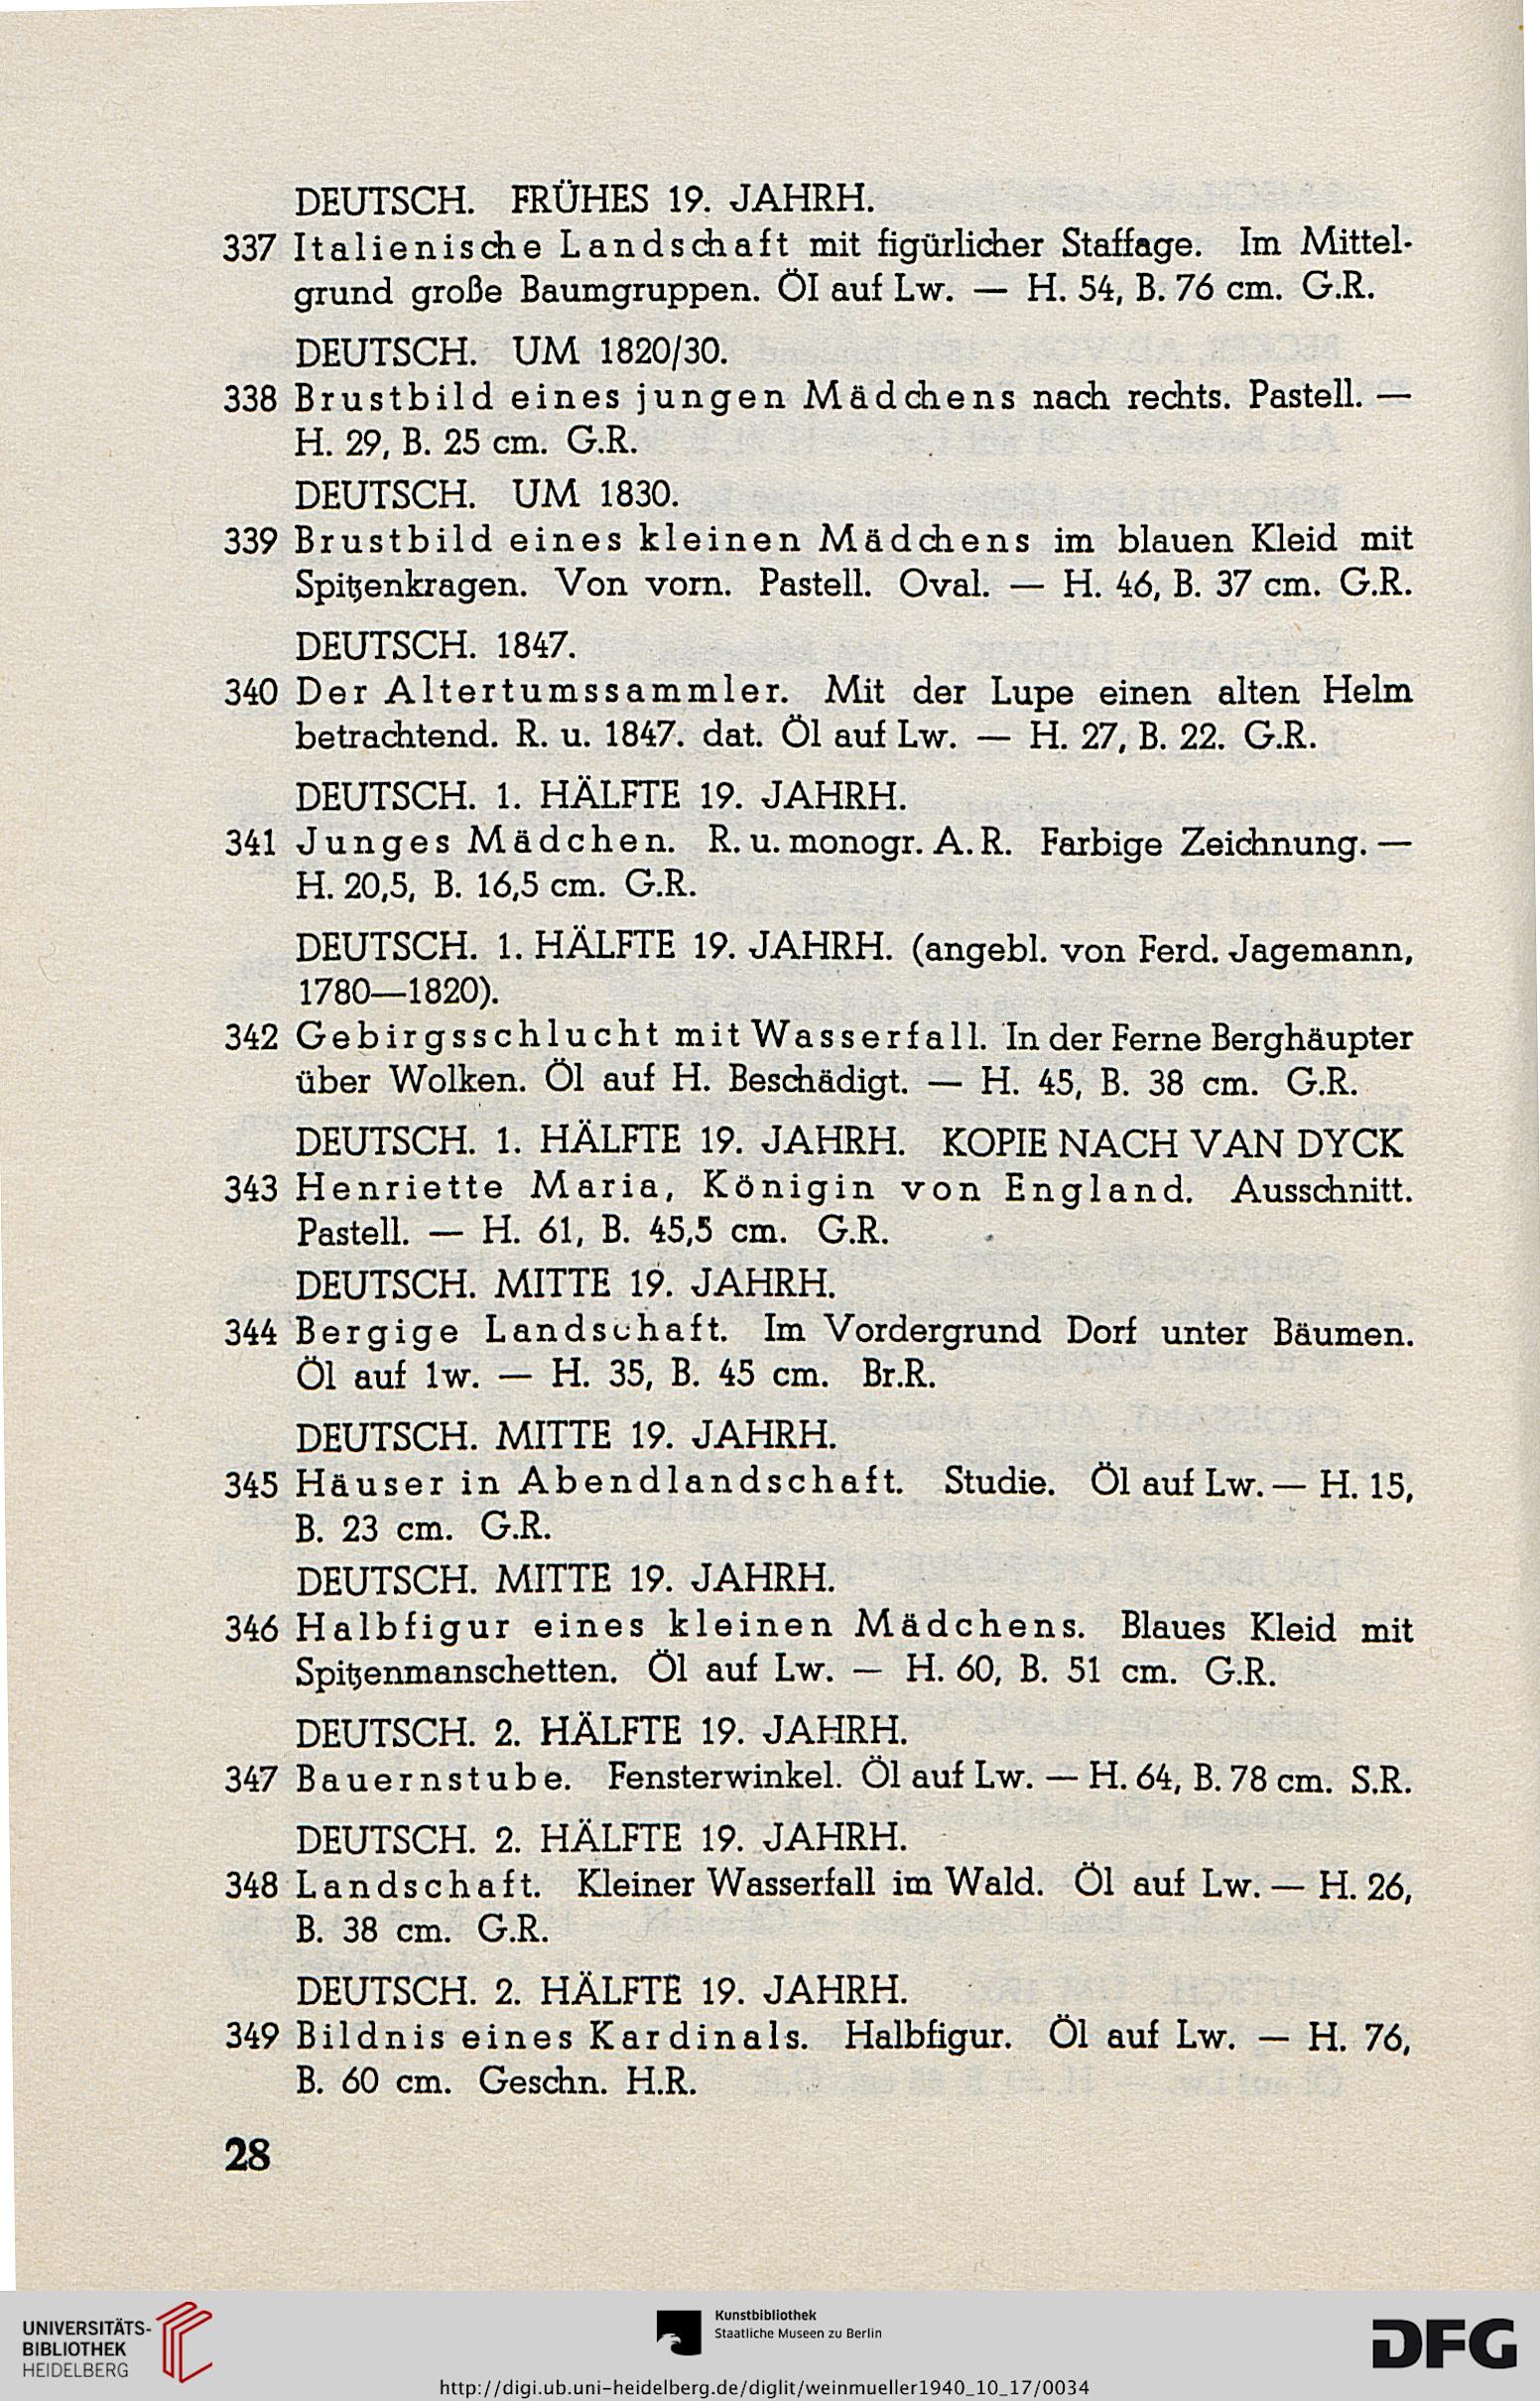 DEUTSCH. FRÜHES 19. JAHRH.
337 Italienische Landschaft mit figürlicher Staffage. Im Mittel-
grund große Baumgruppen. Öl auf Lw. — H. 54, B. 76 cm. G.R.
DEUTSCH. UM 1820/30.
338 Brustbild eines jungen Mädchens nach rechts. Pastell. —
H. 29, B. 25 cm. G.R.
DEUTSCH. UM 1830.
339 Brustbild eines kleinen Mädchens im blauen Kleid mit
Spitzenkragen. Von vorn. Pastell. Oval. — H. 46, B. 37 cm. G.R.
DEUTSCH. 1847.
340 Der Altertumssammler. Mit der Lupe einen alten Helm
betrachtend. R. u. 1847. dat. Öl auf Lw. — H. 27, B. 22. G.R.
DEUTSCH. 1. HÄLFTE 19. JAHRH.
341 Junges Mädchen. R. u. monogr. A. R. Farbige Zeichnung. —
H. 20,5, B. 16,5 cm. G.R.
DEUTSCH. 1. HÄLFTE 19. JAHRH. (angebl. von Ferd. Jagemann,
1780—1820).
342 Gebirgsschlucht mit Wasserfall. In der Ferne Berghäupter
über Wolken. Öl auf H. Beschädigt. — H. 45, B. 38 cm. G.R.
DEUTSCH. 1. HÄLFTE 19. JAHRH. KOPIE NACH VAN DYCK
343 Henriette Maria, Königin von England. Ausschnitt.
Pastell. — H. 61, B. 45,5 cm. G.R.
DEUTSCH. MITTE 19. JAHRH.
344 Bergige Landschaft. Im Vordergrund Dorf unter Bäumen.
Öl auf lw. — H. 35, B. 45 cm. Br.R.
DEUTSCH. MITTE 19. JAHRH.
345 Häuser in Abendlandschaft. Studie. Öl auf Lw. — H. 15,
B. 23 cm. G.R.
DEUTSCH. MITTE 19. JAHRH.
346 Halbfigur eines kleinen Mädchens. Blaues Kleid mit
Spitzenmanschetten. Öl auf Lw. — H. 60, B. 51 cm. G.R.
DEUTSCH. 2. HÄLFTE 19. JAHRH.
347 Bauernstube. Fensterwinkel. Öl auf Lw. — H. 64, B. 78 cm. S.R.
DEUTSCH. 2. HÄLFTE 19. JAHRH.
348 Landschaft. Kleiner Wasserfall im Wald. Öl auf Lw. — H. 26,
B. 38 cm. G.R.
DEUTSCH. 2. HÄLFTE 19. JAHRH.
349 Bildnis eines Kardinals. Halbfigur. Öl auf Lw. — H. 76,
B. 60 cm. Geschn. H.R.
28
UNIVERSITÄTS-
BIBLIOTHEK
HEIDELBERG
Kunstbibliothek
Staatliche Museen zu Berlin
http://digi.ub.uni-heidelberg.de/diglit/weinmueller1940_10_17/0034
DFG